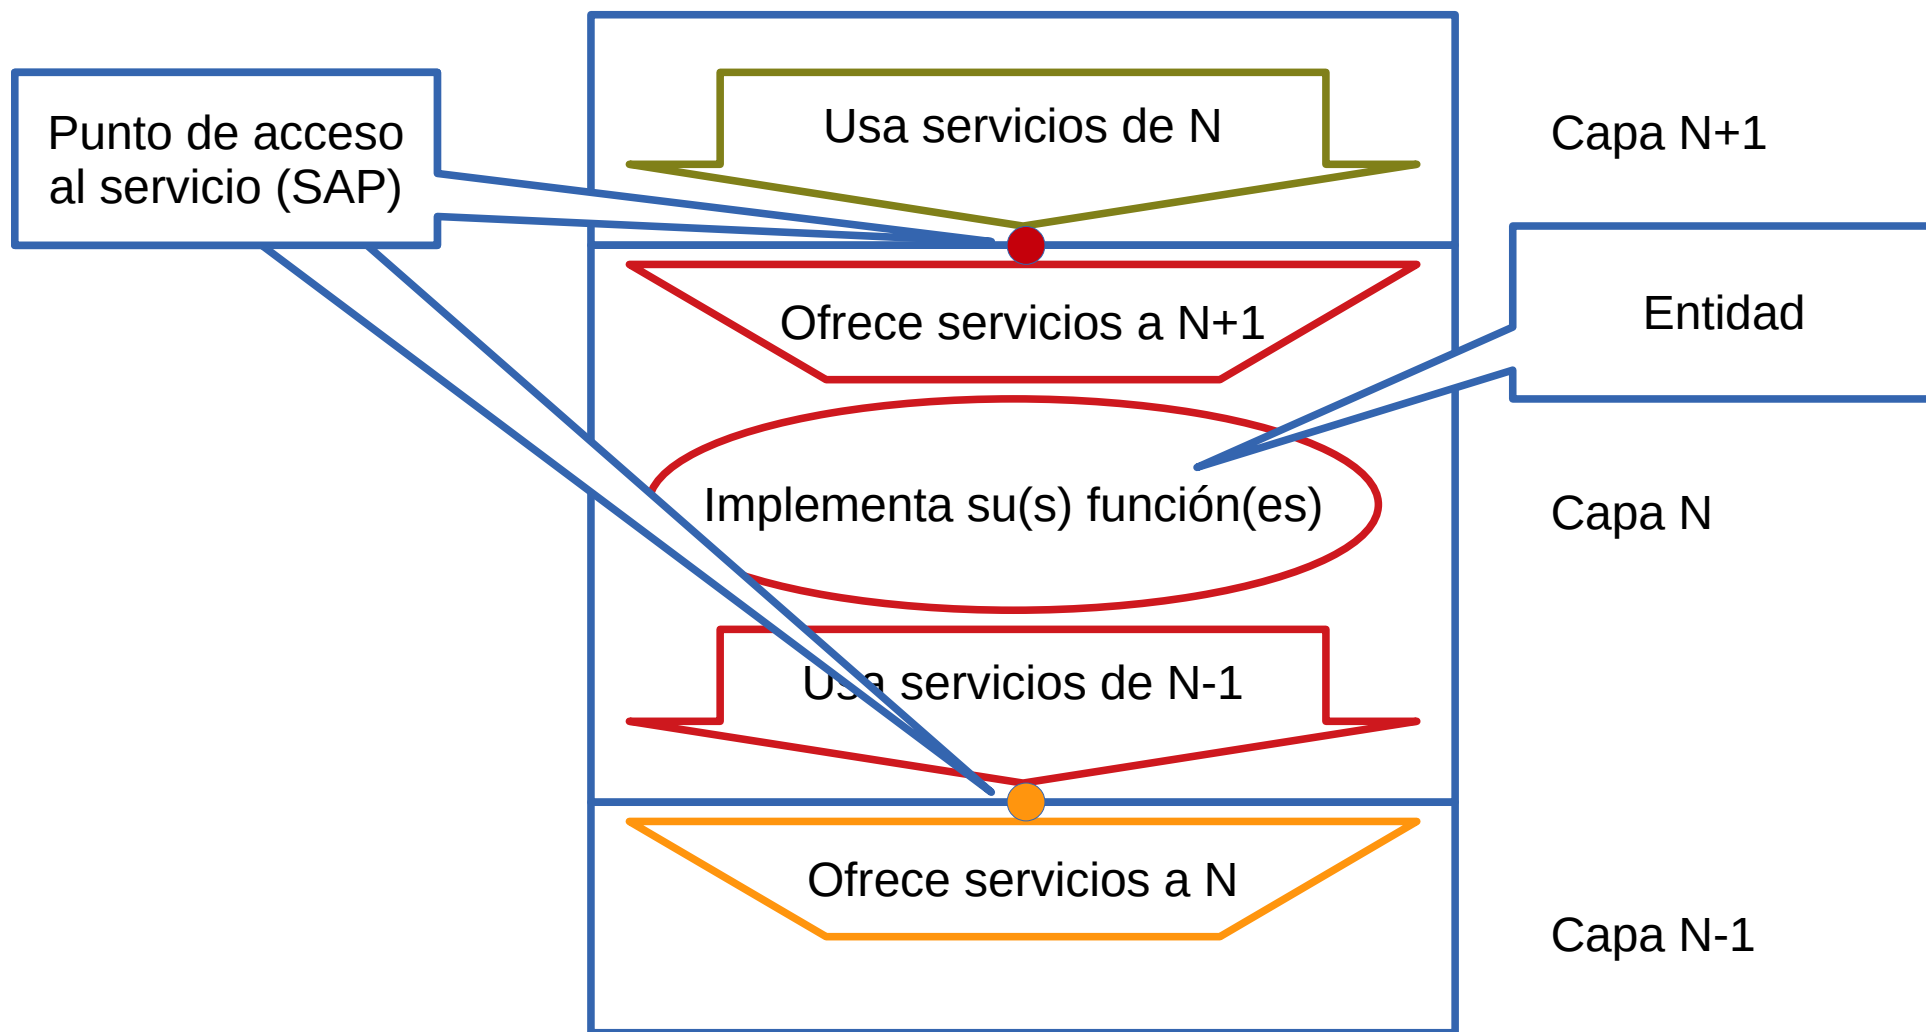 Punto de acceso
al servicio (SAP)
Usa servicios de N
Capa N+1
Ofrece servicios a N+1
Entidad
Implementa su(s) función(es)
Capa N
Usa servicios de N-1
Ofrece servicios a N
Capa N-1